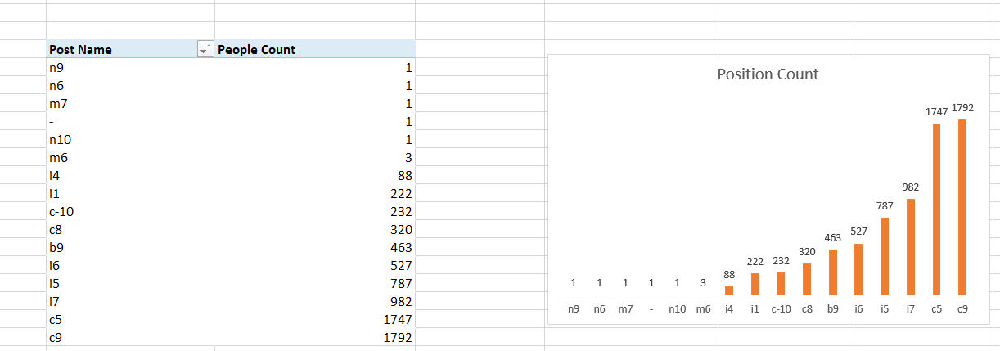 Post Name People Count
n9 1
n6 1
m7 1
- 1
n10 1
m6 3
i4 88
i1 222
c-10 232
c8 320
b9 463
i6 527
i5 787
i7 982
c5 1747
c9 1792
Position Count
1 1 1 1 1 3 88 222 232 320 463 527 787 982 1747 1792
n9 n6 m7 - n10 m6 i4 i1 c-10 c8 b9 i6 i5 i7 c5 c9